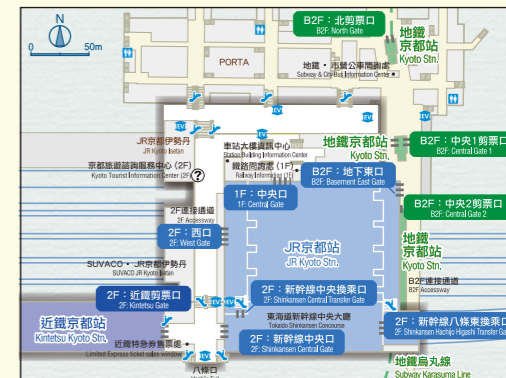 N
0
50m
B2F：北剪票口
B2F: North Gate
地鐵
京都站
Kyoto Stn.
PORTA
地鐵・市營公車問詢處
Subway & City Bus Information Center
EV
EV
EV
JR京都伊勢丹
JR Kyoto Isetan
車站大樓資訊中心
Station Building Information Center
地鐵京都站
Kyoto Stn.
B2F：中央1剪票口
B2F: Central Gate 1
京都旅遊諮詢服務中心 (2F)
Kyoto Tourist Information Center (2F)
?
鐵路問詢處 (1F)
Railway Information (1F)
B2F：地下東口
B2F: Basement East Gate
1F：中央口
1F: Central Gate
B2F：中央2剪票口
B2F: Central Gate 2
2F連接通道
2F Accessway
2F：西口
2F: West Gate
JR京都站
JR Kyoto Stn.
地鐵
京都站
Kyoto Stn.
SUVACO・JR京都伊勢丹
SUVACO JR Kyoto Isetan
B2F連接通道
B2F Accessway
2F：近鐵剪票口
2F: Kintetsu Gate
2F：新幹線中央換乘口
2F: Shinkansen Central Transfer Gate
EV
EV
近鐵京都站
Kintetsu Kyoto Stn.
東海道新幹線中央大廳
Tokaido Shinkansen Concourse
2F：新幹線八條東換乘口
2F: Shinkansen Hachijo Higashi Transfer Gate
近鐵特急券售票處
Limited Express ticket sales window
2F：新幹線中央口
2F: Shinkansen Central Gate
八條口
地鐵烏丸線
Subway Karasuma Line